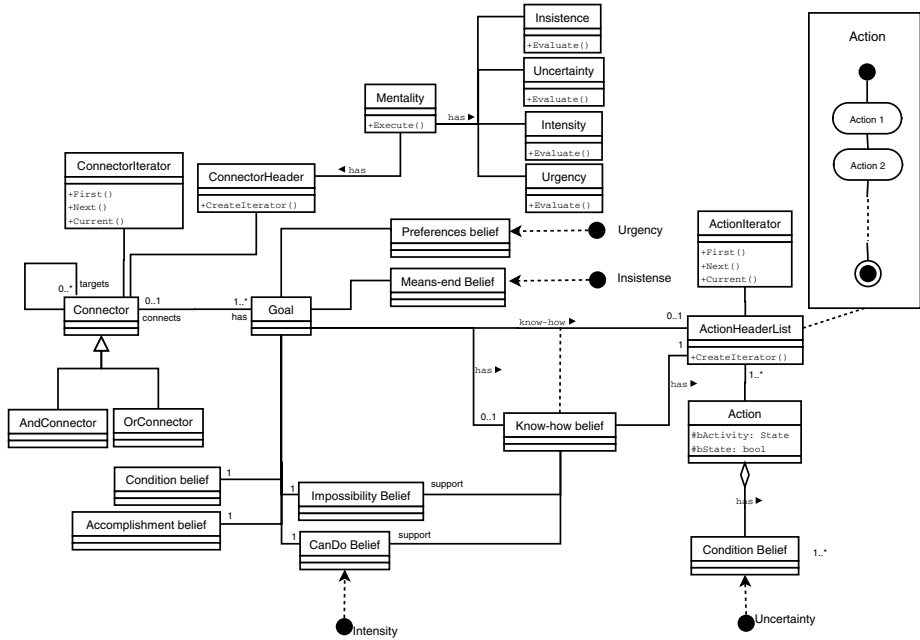 Insistence
+Evaluate()
Uncertainty
+Evaluate()
Mentality
+Execute()
has ►
Intensity
+Evaluate()
Urgency
+Evaluate()
Action
Action 1
Action 2
ConnectorIterator
+First()
+Next()
+Current()
ConnectorHeader
+CreateIterator()
◄ has
Preferences belief
Urgency
Means-end Belief
Insistense
ActionIterator
+First()
+Next()
+Current()
targets
0..*
Connector
0..1
connects
1..*
has
Goal
know-how ►
0..1
ActionHeaderList
+CreateIterator()
1
has ►
has ►
1..*
AndConnector
OrConnector
0..1
Know-how belief
Action
#bActivity: State
#bState: bool
Condition belief
1
1
Impossibility Belief
support
has ►
Accomplishment belief
1
1
CanDo Belief
support
Condition Belief
1..*
Intensity
Uncertainty